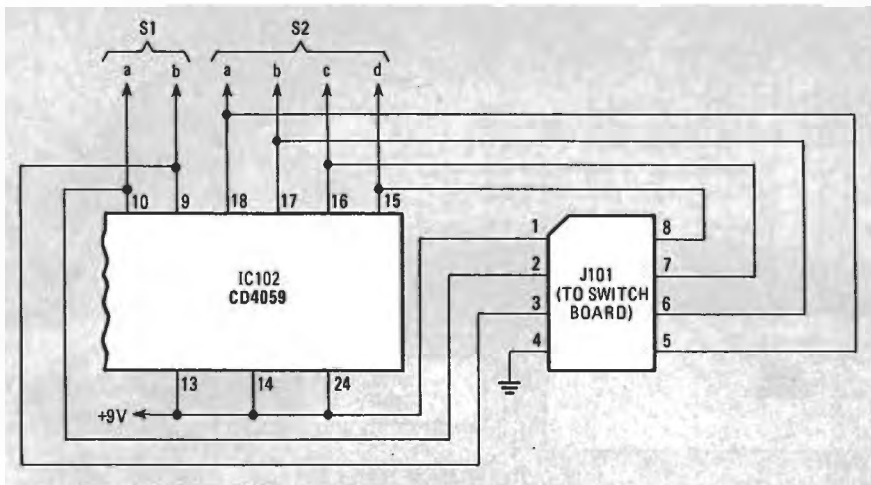 S1 S2
a b a b c d
10 9 18 17 16 15
1 8
IC102
CD4059
2 7
J101
(TO SWITCH
BOARD)
3 6
4 5
13 14 24
+9V